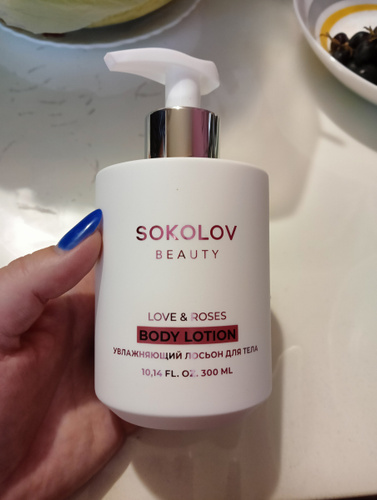 SOKOLOV
BEAUTY
LOVE & ROSES
BODY LOTION
УВЛАЖНЯЮЩИЙ ЛОСЬОН ДЛЯ ТЕЛА
10,14 FL. OZ. 300 ML